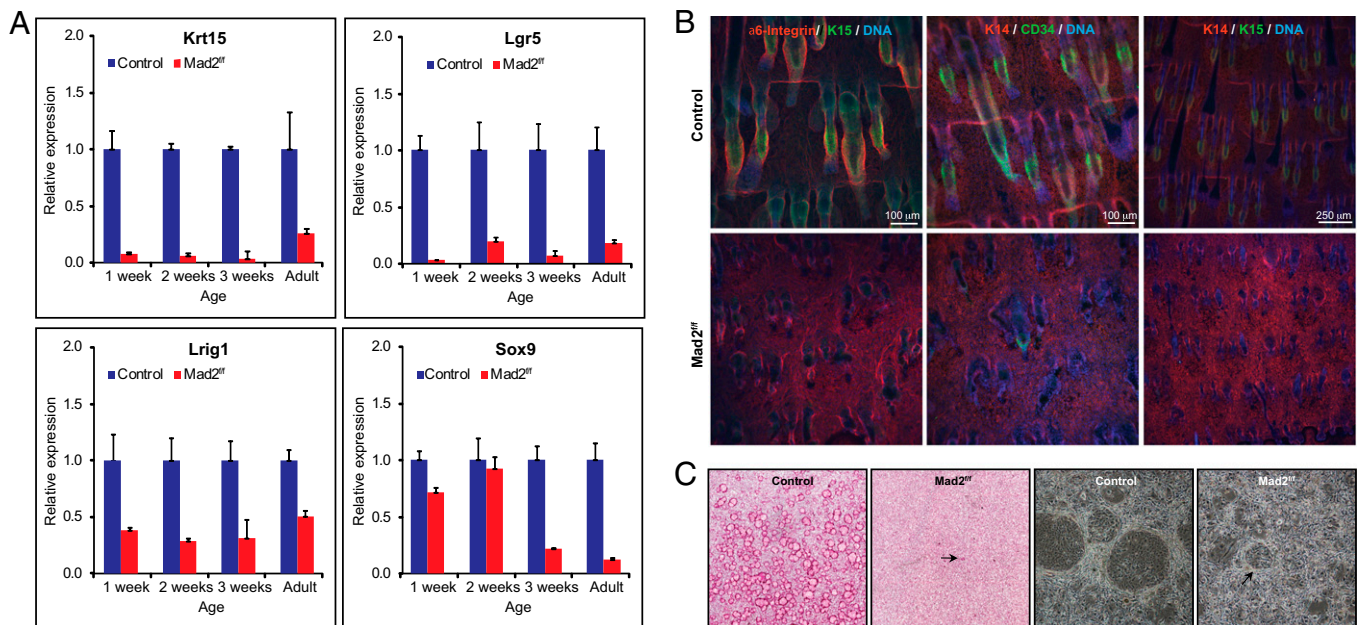 A
Krt15
Control Mad2f/f
Relative expression
2.0
1.5
1.0
0.5
0.0
1 week 2 weeks 3 weeks Adult
Age
Lgr5
Control Mad2f/f
Relative expression
2.0
1.5
1.0
0.5
0.0
1 week 2 weeks 3 weeks Adult
Age
Lrig1
Control Mad2f/f
Relative expression
2.0
1.5
1.0
0.5
0.0
1 week 2 weeks 3 weeks Adult
Age
Sox9
Control Mad2f/f
Relative expression
2.0
1.5
1.0
0.5
0.0
1 week 2 weeks 3 weeks Adult
Age
B
a6-Integrin/ K15 / DNA
K14 / CD34 / DNA
K14 / K15 / DNA
Control
100 µm
100 µm
250 µm
Mad2f/f
C
Control
Mad2f/f
Control
Mad2f/f